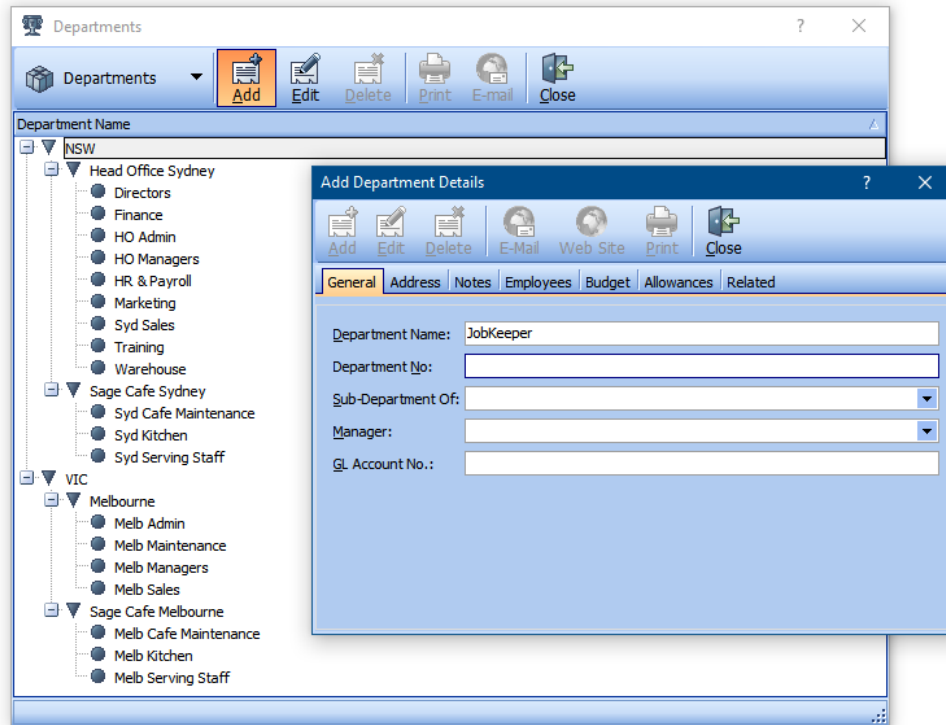 Departments ?
Departments Add Edit Delete Print E-mail Close
Department Name
NSW
Head Office Sydney
Directors
Finance
HO Admin
HO Managers
HR & Payroll
Marketing
Syd Sales
Training
Warehouse
Sage Cafe Sydney
Syd Cafe Maintenance
Syd Kitchen
Syd Serving Staff
VIC
Melbourne
Melb Admin
Melb Maintenance
Melb Managers
Melb Sales
Sage Cafe Melbourne
Melb Cafe Maintenance
Melb Kitchen
Melb Serving Staff
Add Department Details ?
Add Edit Delete E-Mail Web Site Print Close
General Address Notes Employees Budget Allowances Related
Department Name: JobKeeper
Department No:
Sub-Department Of:
Manager:
GL Account No.: